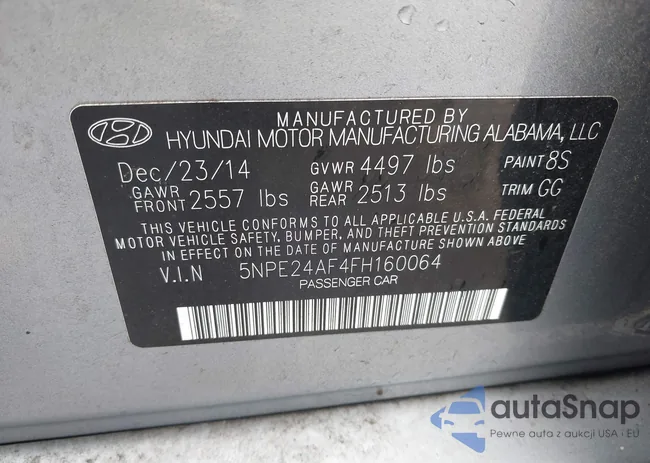 MANUFACTURED BY
HYUNDAI MOTOR MANUFACTURING ALABAMA, LLC
Dec/23/14 GVWR 4497 lbs PAINT 8S
GAWR FRONT 2557 lbs GAWR REAR 2513 lbs TRIM GG
THIS VEHICLE CONFORMS TO ALL APPLICABLE U.S.A. FEDERAL
MOTOR VEHICLE SAFETY, BUMPER, AND THEFT PREVENTION
STANDARDS IN EFFECT ON THE DATE OF MANUFACTURE SHOWN ABOVE.
V.I.N 5NPE24AF4FH160064
PASSENGER CAR
autaSnap
Pewne auta z aukcji USA i EU